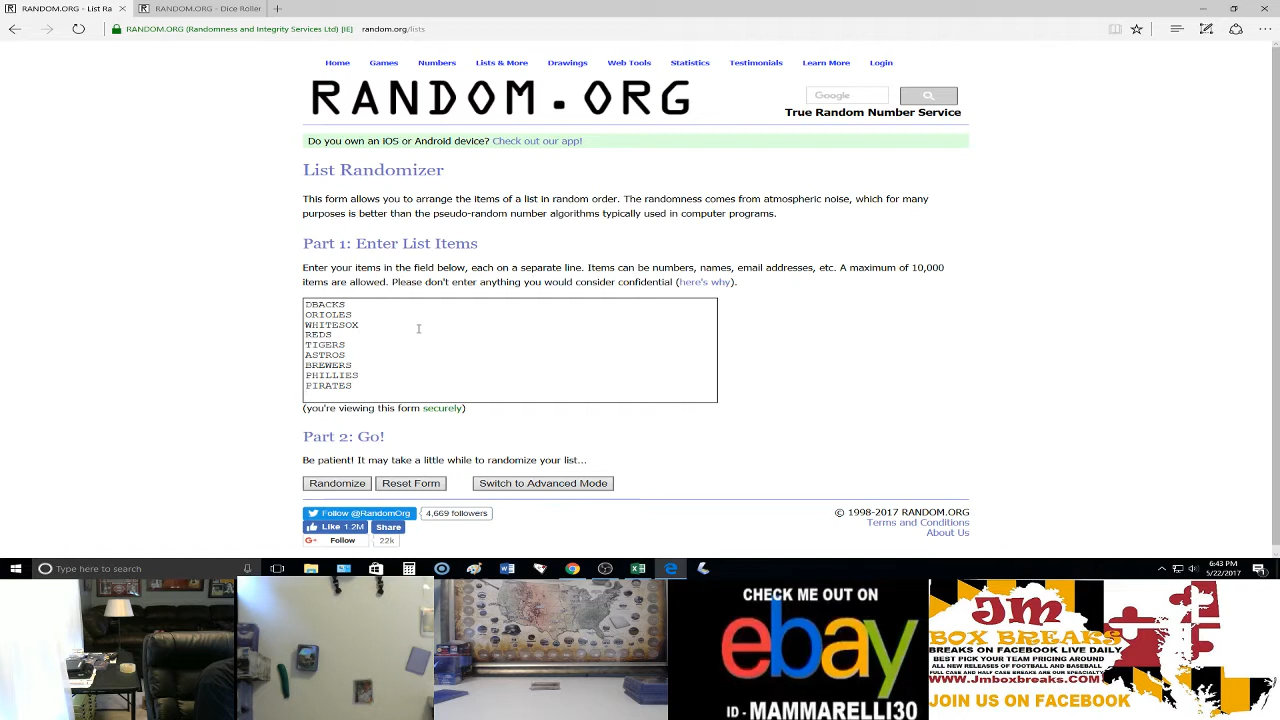 RANDOM.ORG - List Ra
RANDOM.ORG - Dice Roller
RANDOM.ORG (Randomness and Integrity Services Ltd) [IE] random.org/lists
Home Games Numbers Lists & More Drawings Web Tools Statistics Testimonials Learn More Login
RANDOM.ORG
Google
True Random Number Service
Do you own an iOS or Android device? Check out our app!
List Randomizer
This form allows you to arrange the items of a list in random order. The randomness comes from atmospheric noise, which for many
purposes is better than the pseudo-random number algorithms typically used in computer programs.
Part 1: Enter List Items
Enter your items in the field below, each on a separate line. Items can be numbers, names, email addresses, etc. A maximum of 10,000
items are allowed. Please don't enter anything you would consider confidential (here's why).
DBACKS
ORIOLES
WHITESOX
REDS
TIGERS
ASTROS
BREWERS
PHILLIES
PIRATES
(you're viewing this form securely)
Part 2: Go!
Be patient! It may take a little while to randomize your list...
Randomize Reset Form Switch to Advanced Mode
Follow @RandomOrg 4,669 followers
Like 1.2M Share
G+ Follow 22k
© 1998-2017 RANDOM.ORG
Terms and Conditions
About Us
Type here to search
6:43 PM
5/22/2017
CHECK ME OUT ON
ebay
ID - MAMMARELLI30
Jm
BOX BREAKS
BREAKS ON FACEBOOK LIVE DAILY
BEST PICK YOUR TEAM PRICING AROUND
ALL NEW RELEASES OF FOOTBALL AND BASEBALL
FULL CASE AND HALF CASE BREAKS ARE OUR SPECIALTY
WWW.Jmboxbreaks.COM
JOIN US ON FACEBOOK